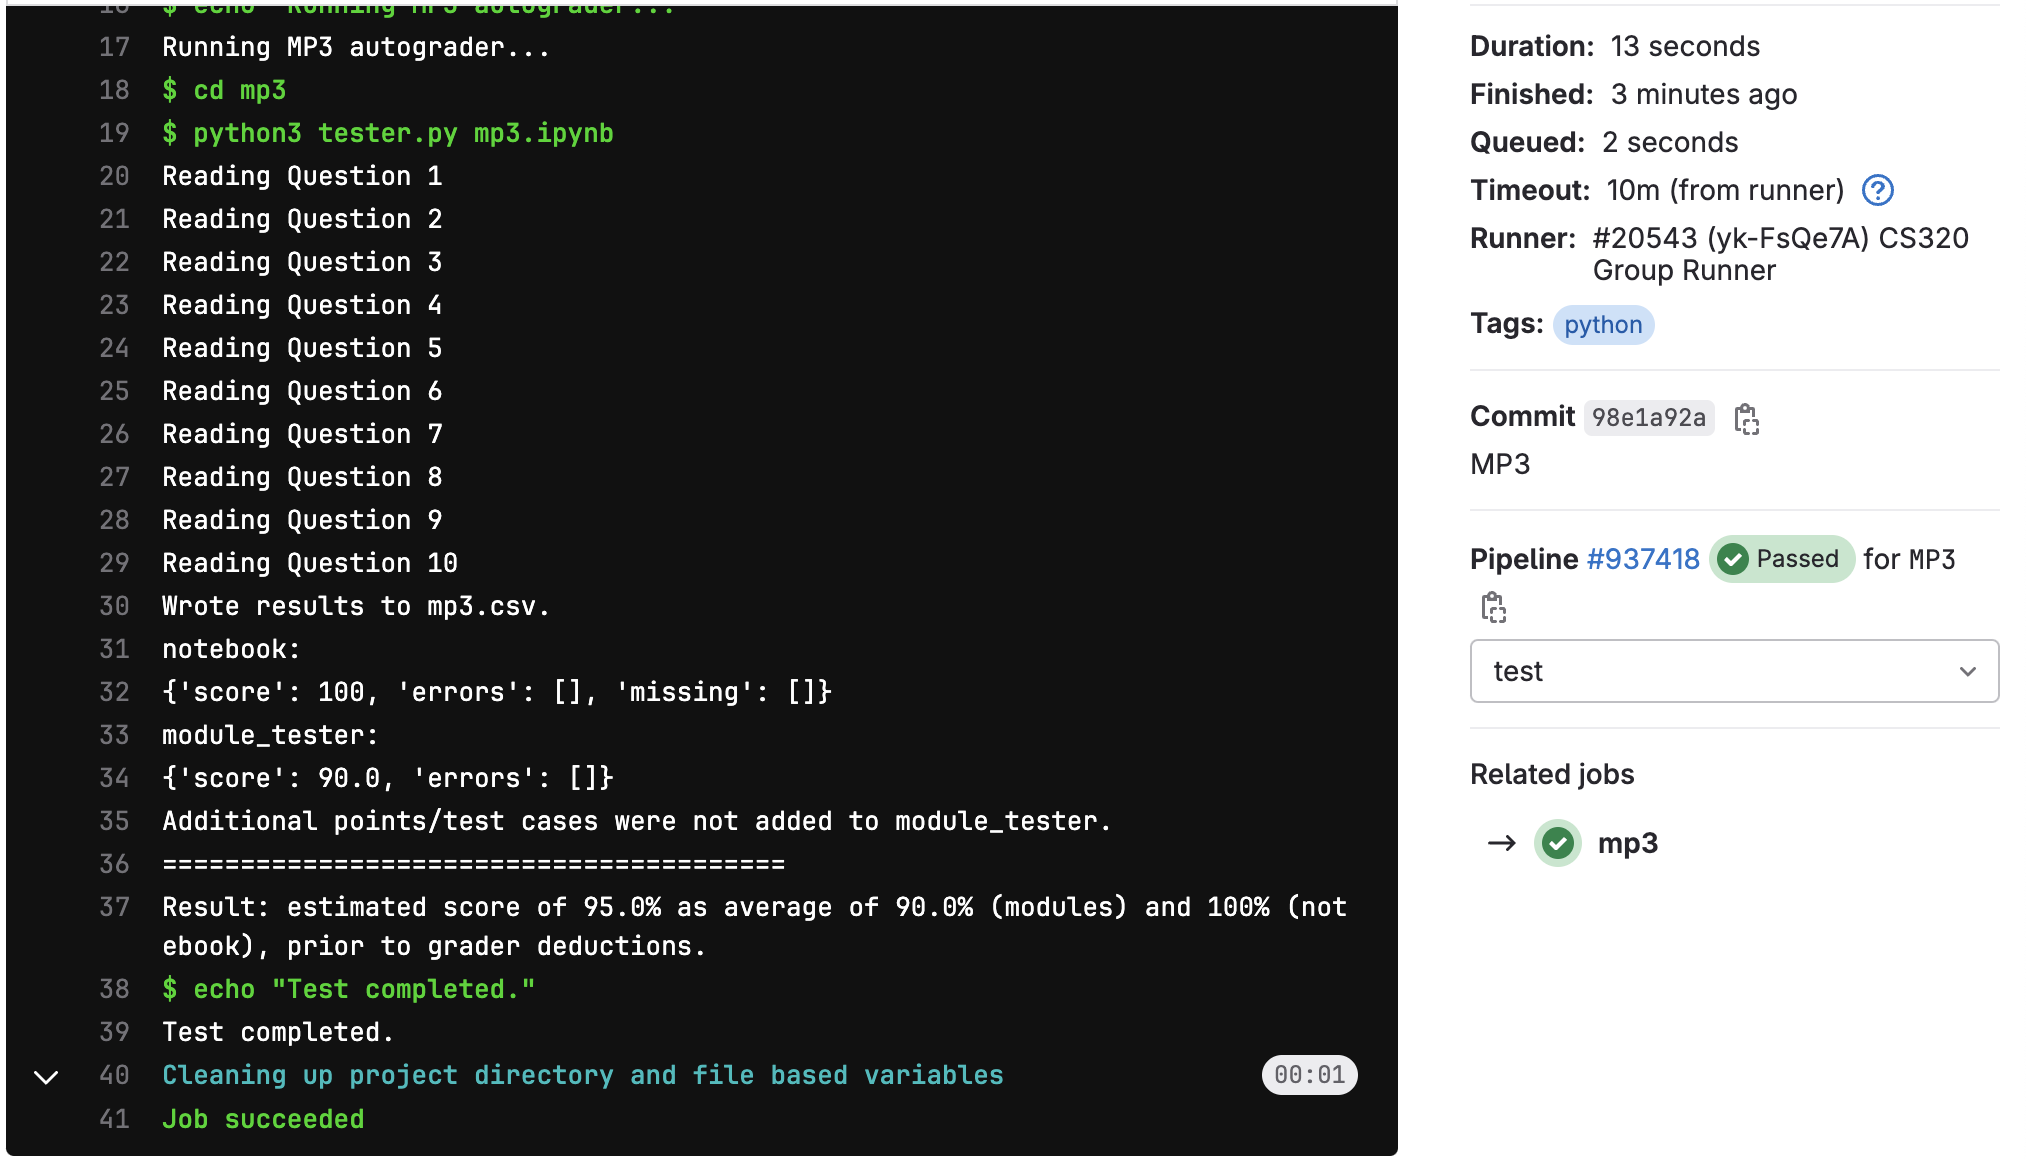 16 $ echo "Running MP3 autograder..."
17 Running MP3 autograder...
18 $ cd mp3
19 $ python3 tester.py mp3.ipynb
20 Reading Question 1
21 Reading Question 2
22 Reading Question 3
23 Reading Question 4
24 Reading Question 5
25 Reading Question 6
26 Reading Question 7
27 Reading Question 8
28 Reading Question 9
29 Reading Question 10
30 Wrote results to mp3.csv.
31 notebook:
32 {'score': 100, 'errors': [], 'missing': []}
33 module_tester:
34 {'score': 90.0, 'errors': []}
35 Additional points/test cases were not added to module_tester.
36 ========================================
37 Result: estimated score of 95.0% as average of 90.0% (modules) and 100% (not
ebook), prior to grader deductions.
38 $ echo "Test completed."
39 Test completed.
40 Cleaning up project directory and file based variables 00:01
41 Job succeeded
Duration: 13 seconds
Finished: 3 minutes ago
Queued: 2 seconds
Timeout: 10m (from runner) ?
Runner: #20543 (yk-FsQe7A) CS320
Group Runner
Tags: python
Commit 98e1a92a
MP3
Pipeline #937418 Passed for MP3
test
Related jobs
→ mp3